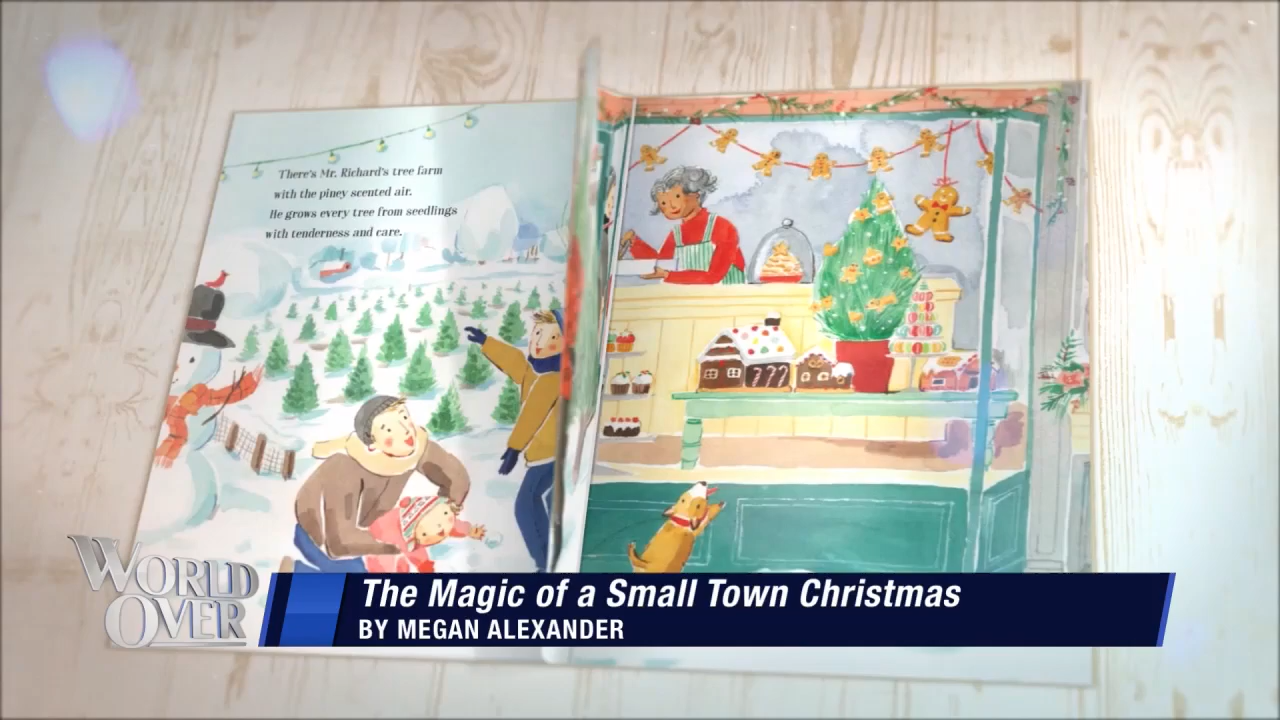 There's Mr. Richard's tree farm
with the piney scented air.
He grows every tree from seedlings
with tenderness and care.
WORLD
OVER
The Magic of a Small Town Christmas
BY MEGAN ALEXANDER